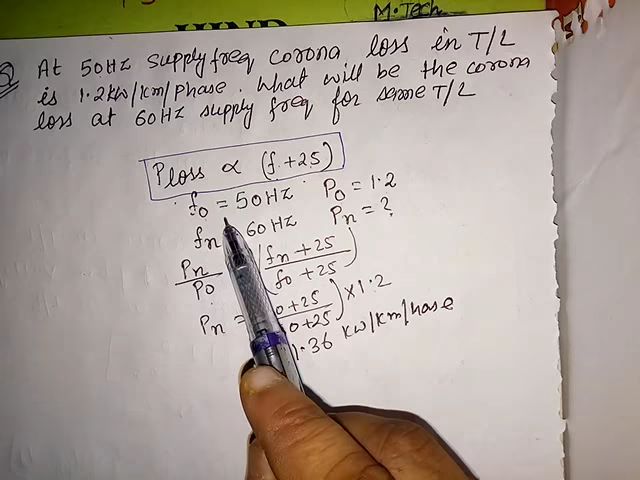 M.Tech
Q At 50HZ supply freq corona loss in T/L
is 1.2kw/km/phase. What will be the corona
loss at 60HZ supply freq for same T/L
Ploss ∝ (f+25)
f0 = 50HZ P0 = 1.2
fn 60HZ Pn = ?
Pn/P0 (fn+25/f0+25)
Pn = 0+25/0+25) × 1.2
1.36 kw/km/phase